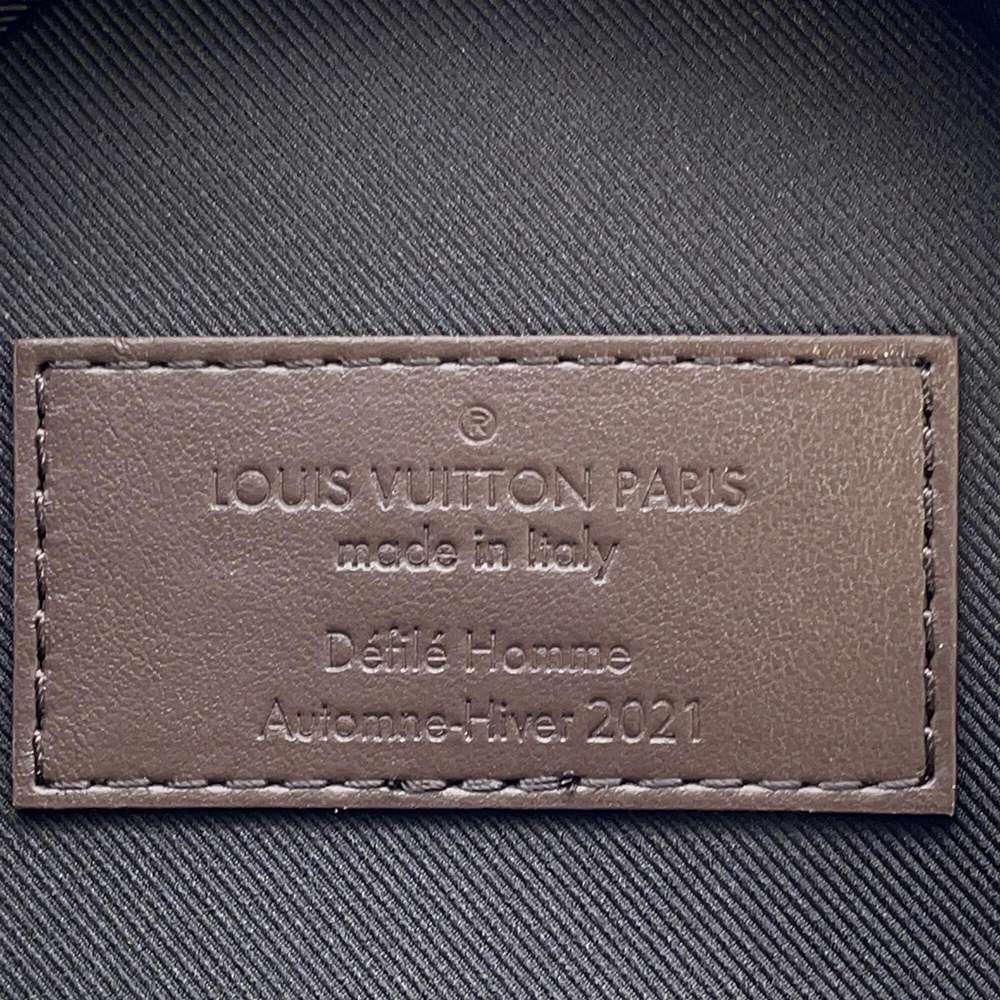 ®
LOUIS VUITTON PARIS
made in Italy
Défilé Homme
Automne-Hiver 2021